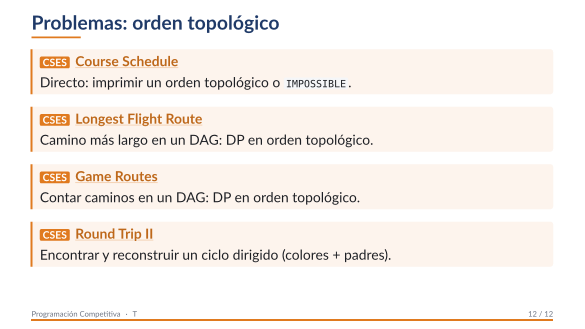 Problemas: orden topológico
CSES Course Schedule
Directo: imprimir un orden topológico o IMPOSSIBLE.
CSES Longest Flight Route
Camino más largo en un DAG: DP en orden topológico.
CSES Game Routes
Contar caminos en un DAG: DP en orden topológico.
CSES Round Trip II
Encontrar y reconstruir un ciclo dirigido (colores + padres).
Programación Competitiva · T
12 / 12